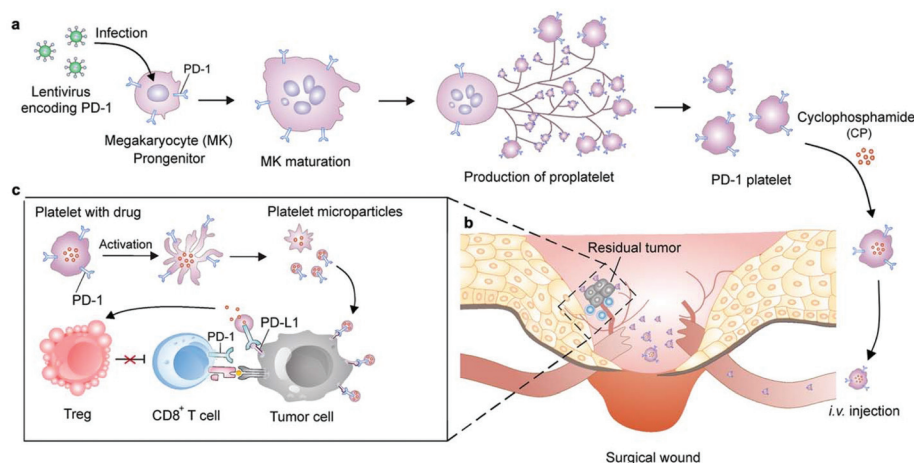 a
Infection
PD-1
Lentivirus
encoding PD-1
Megakaryocyte (MK)
Prongenitor
MK maturation
Production of proplatelet
PD-1 platelet
Cyclophosphamide
(CP)
c
Platelet with drug
Activation
Platelet microparticles
PD-1
PD-L1
PD-1
Treg
CD8⁺ T cell
Tumor cell
b
Residual tumor
i.v. injection
Surgical wound